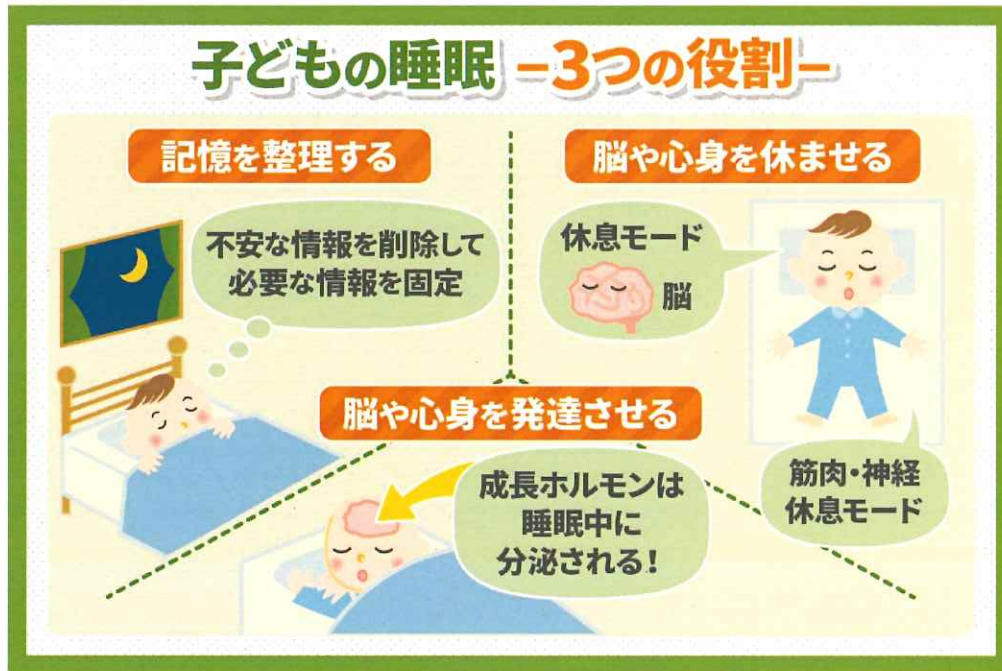 子どもの睡眠 −3つの役割−
記憶を整理する
不安な情報を削除して
必要な情報を固定
脳や心身を休ませる
休息モード
脳
筋肉・神経
休息モード
脳や心身を発達させる
成長ホルモンは
睡眠中に
分泌される！